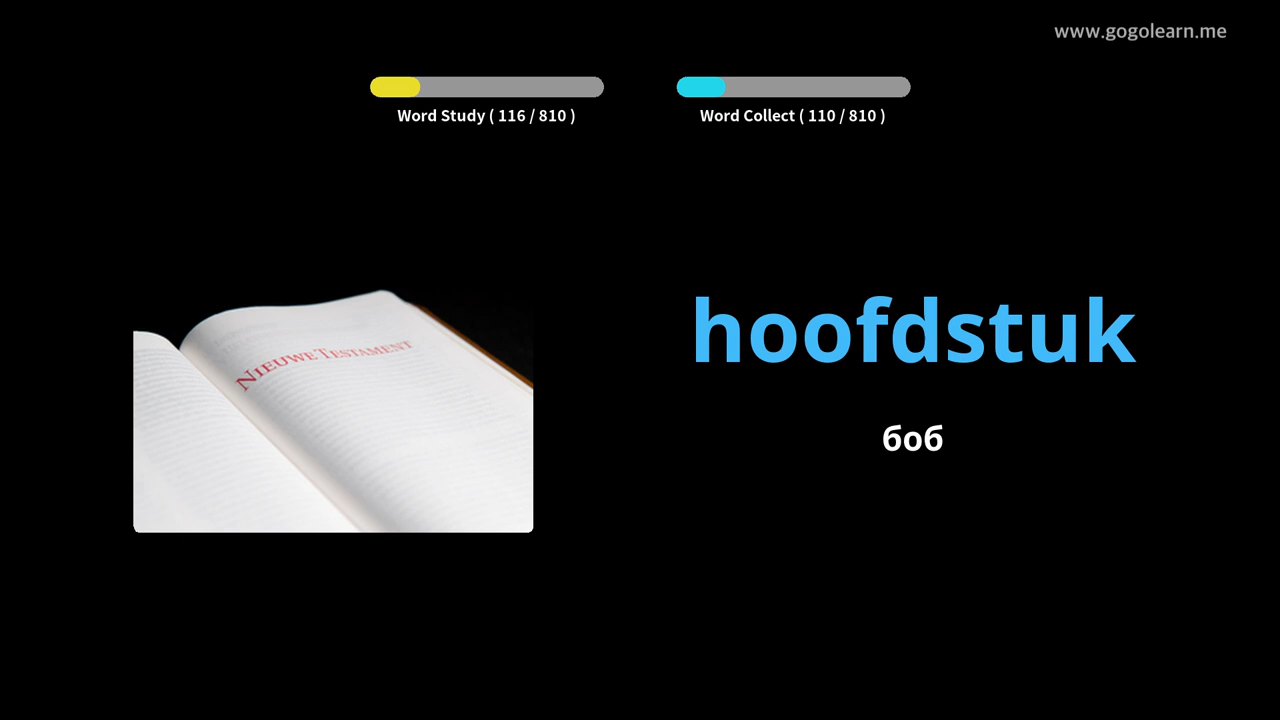 www.gogolearn.me
Word Study ( 116 / 810 )
Word Collect ( 110 / 810 )
NIEUWE TESTAMENT
hoofdstuk
боб